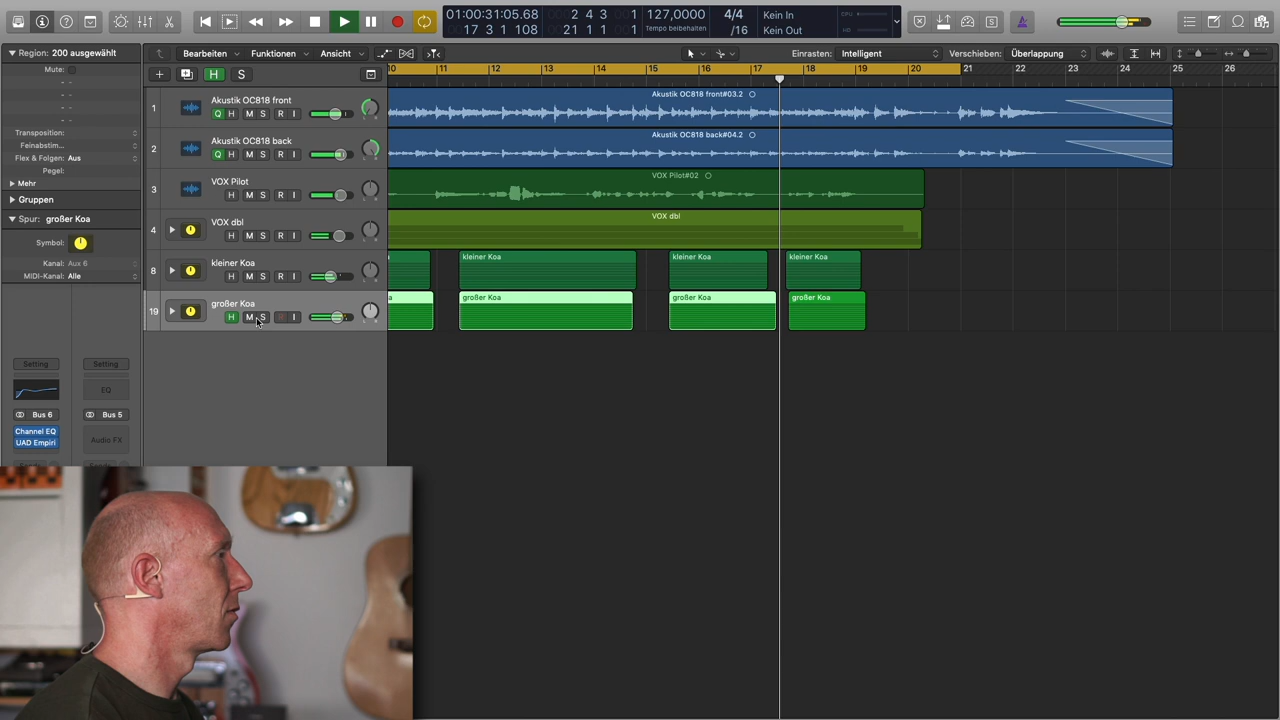 01:00:31:05.68
17 3 1 108
2 4 3 1
21 1 1 1
127,0000
Tempo beibehalten
4/4
/16
Kein In
Kein Out
CPU
Region: 200 ausgewählt
Bearbeiten
Funktionen
Ansicht
Einrasten:
Intelligent
Verschieben:
Überlappung
Mute:
Transposition:
Feinabstim...
Flex & Folgen: Aus
Pegel:
Mehr
Gruppen
Spur: großer Koa
Symbol:
Kanal: Aux 6
MIDI-Kanal: Alle
Setting
Setting
EQ
Bus 6
Bus 5
Channel EQ
UAD Empiri
Audio FX
H
S
10 11 12 13 14 15 16 17 18 19 20 21 22 23 24 25 26
1
Akustik OC818 front
Q H M S R I
Akustik OC818 front#03.2
2
Akustik OC818 back
Q H M S R I
Akustik OC818 back#04.2
3
VOX Pilot
H M S R I
VOX Pilot#02
4
VOX dbl
H M S R I
VOX dbl
8
kleiner Koa
H M S R I
kleiner Koa
kleiner Koa
kleiner Koa
19
großer Koa
H M S R I
großer Koa
großer Koa
großer Koa